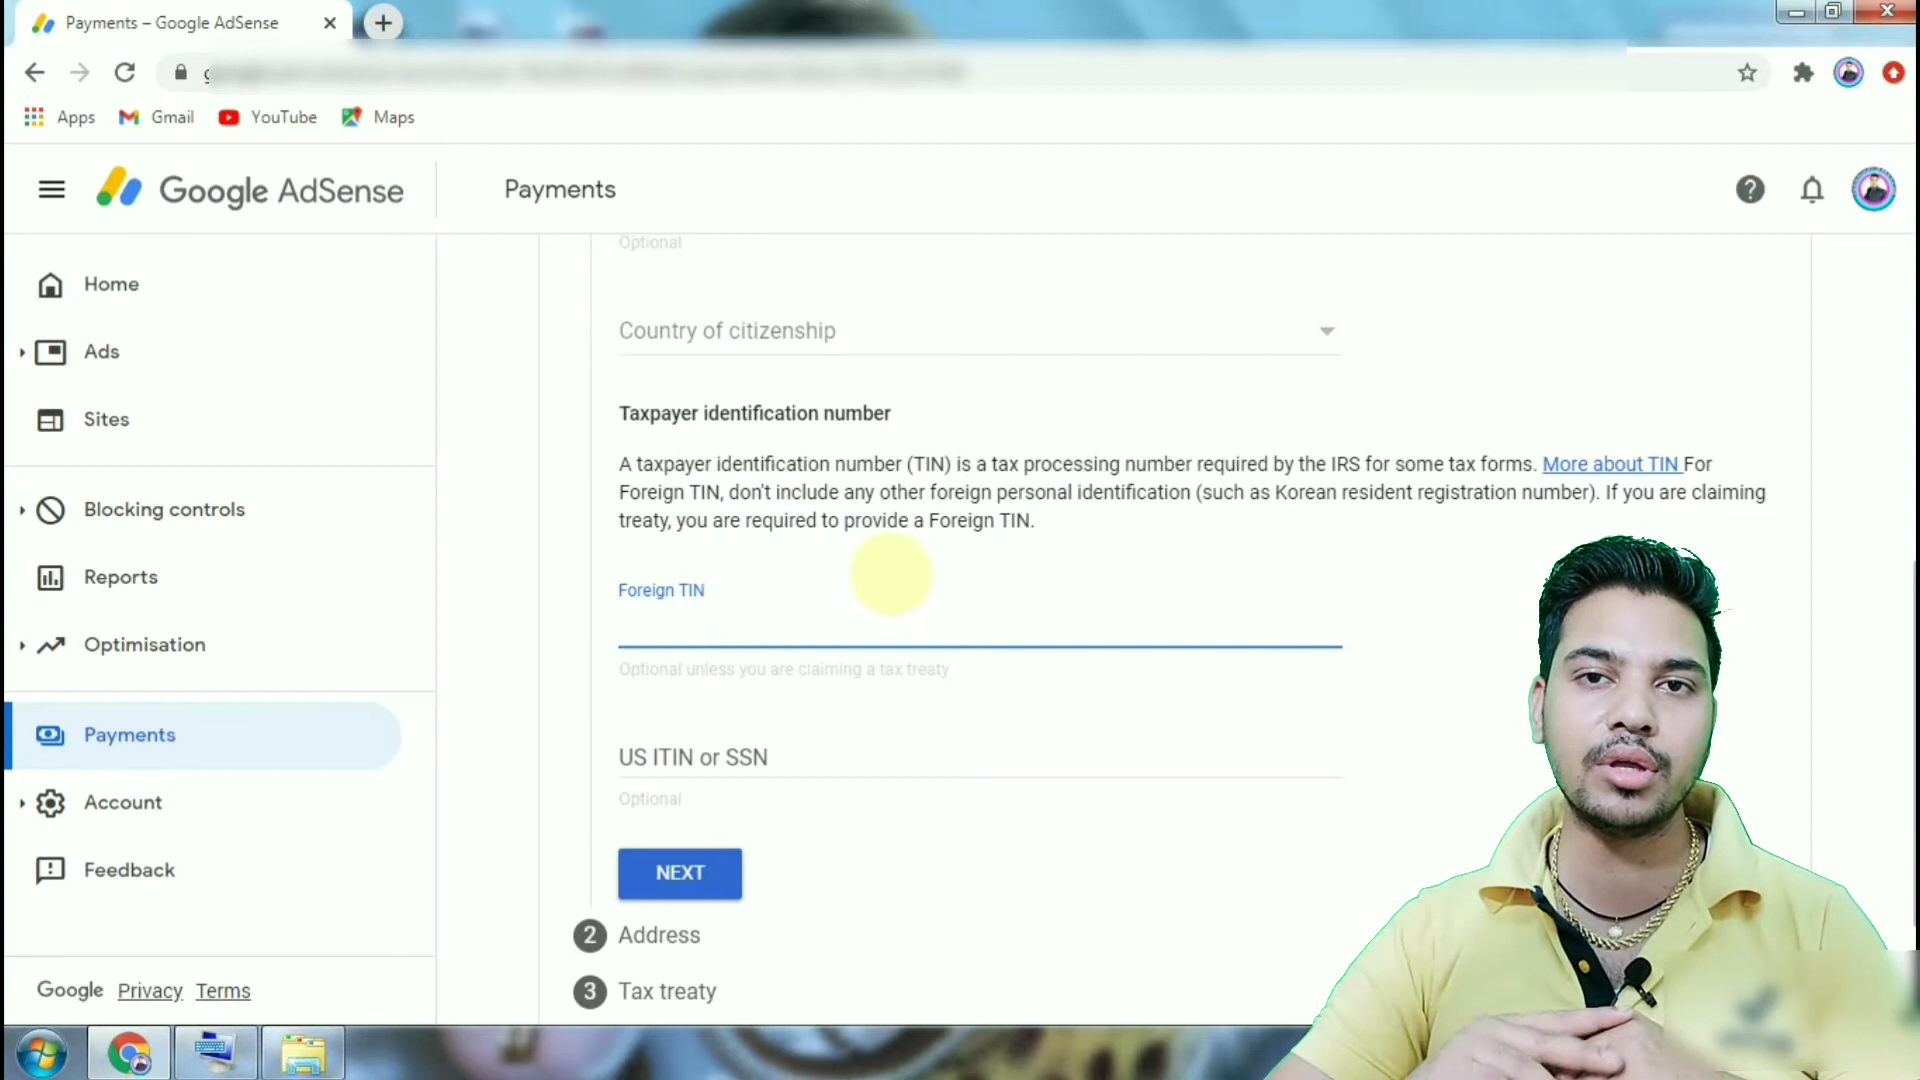 Payments – Google AdSense
Apps
Gmail
YouTube
Maps
Google AdSense
Payments
Home
Ads
Sites
Blocking controls
Reports
Optimisation
Payments
Account
Feedback
Google Privacy Terms
Optional
Country of citizenship
Taxpayer identification number
A taxpayer identification number (TIN) is a tax processing number required by the IRS for some tax forms. More about TIN For
Foreign TIN, don't include any other foreign personal identification (such as Korean resident registration number). If you are claiming
treaty, you are required to provide a Foreign TIN.
Foreign TIN
Optional unless you are claiming a tax treaty
US ITIN or SSN
Optional
NEXT
2 Address
3 Tax treaty